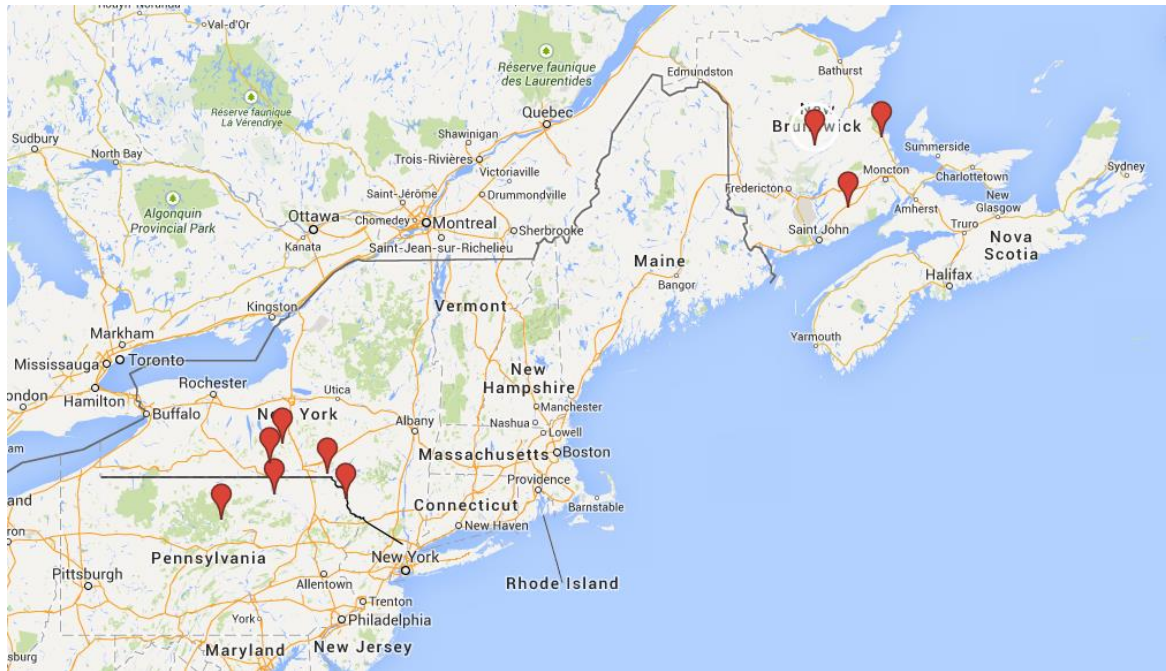 Val-d'Or
Réserve faunique
La Vérendrye
Réserve faunique
des Laurentides
Edmundston
Bathurst
Sudbury
North Bay
Shawinigan
Quebec
Trois-Rivières
Victoriaville
Drummondville
Brunswick
Summerside
Charlottetown
Sydney
Algonquin
Provincial Park
Saint-Jérôme
Ottawa
Chomedey
Montreal
Kanata
Saint-Jean-sur-Richelieu
Sherbrooke
Fredericton
Moncton
Amherst
New
Glasgow
Truro
Saint John
Nova
Scotia
Halifax
Maine
Bangor
Yarmouth
Kingston
Vermont
Markham
Mississauga
Toronto
Hamilton
Rochester
Buffalo
Utica
New York
Albany
New
Hampshire
Manchester
Nashua
Lowell
Massachusetts
Boston
Providence
Barnstable
Connecticut
New Haven
Rhode Island
Pennsylvania
Pittsburgh
Allentown
New York
Trenton
York
Philadelphia
Maryland
New Jersey